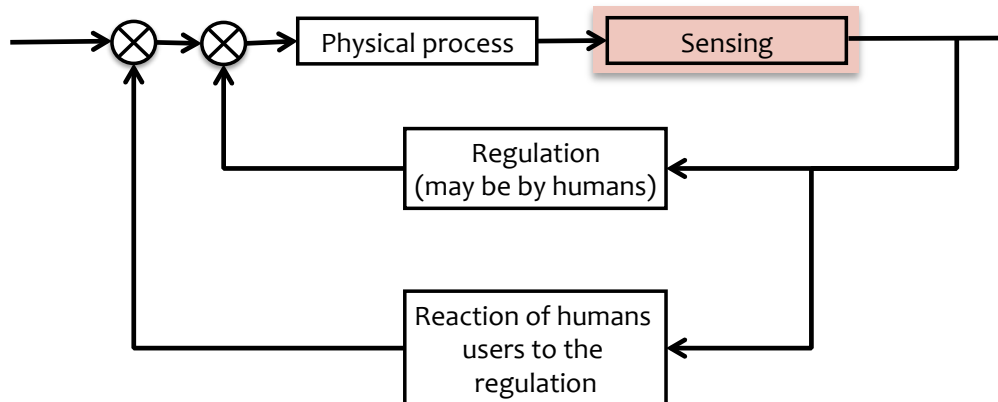 Physical process
Sensing
Regulation
(may be by humans)
Reaction of humans
users to the
regulation